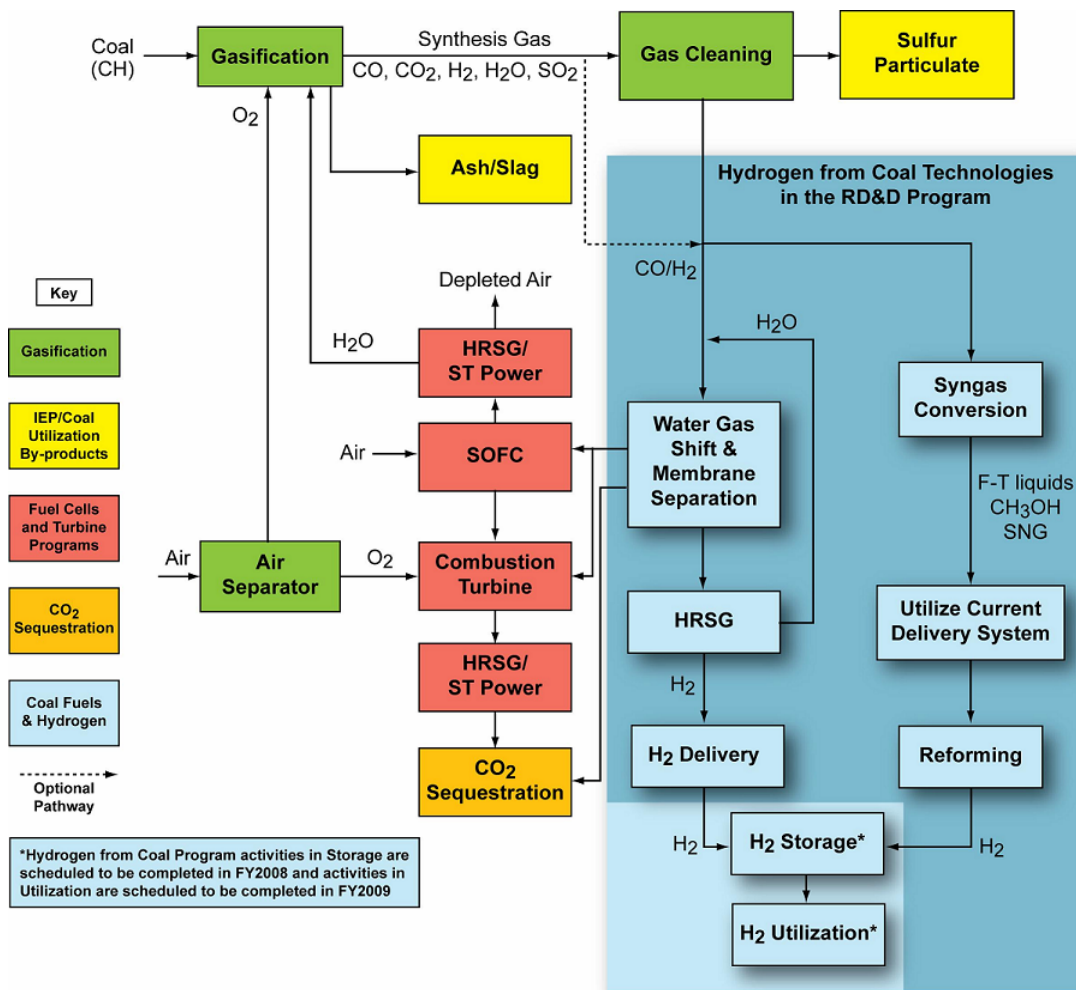 Coal
(CH)
Gasification
Synthesis Gas
CO, CO₂, H₂, H₂O, SO₂
Gas Cleaning
Sulfur
Particulate
O₂
Ash/Slag
Hydrogen from Coal Technologies
in the RD&D Program
CO/H₂
Depleted Air
H₂O
HRSG/
ST Power
H₂O
Water Gas
Shift &
Membrane
Separation
Syngas
Conversion
Air
SOFC
F-T liquids
CH₃OH
SNG
Air
Air
Separator
O₂
Combustion
Turbine
HRSG
Utilize Current
Delivery System
HRSG/
ST Power
H₂
H₂ Delivery
Reforming
CO₂
Sequestration
H₂
H₂ Storage*
H₂
H₂ Utilization*
Key
Gasification
IEP/Coal
Utilization
By-products
Fuel Cells
and Turbine
Programs
CO₂
Sequestration
Coal Fuels
& Hydrogen
Optional
Pathway
*Hydrogen from Coal Program activities in Storage are
scheduled to be completed in FY2008 and activities in
Utilization are scheduled to be completed in FY2009